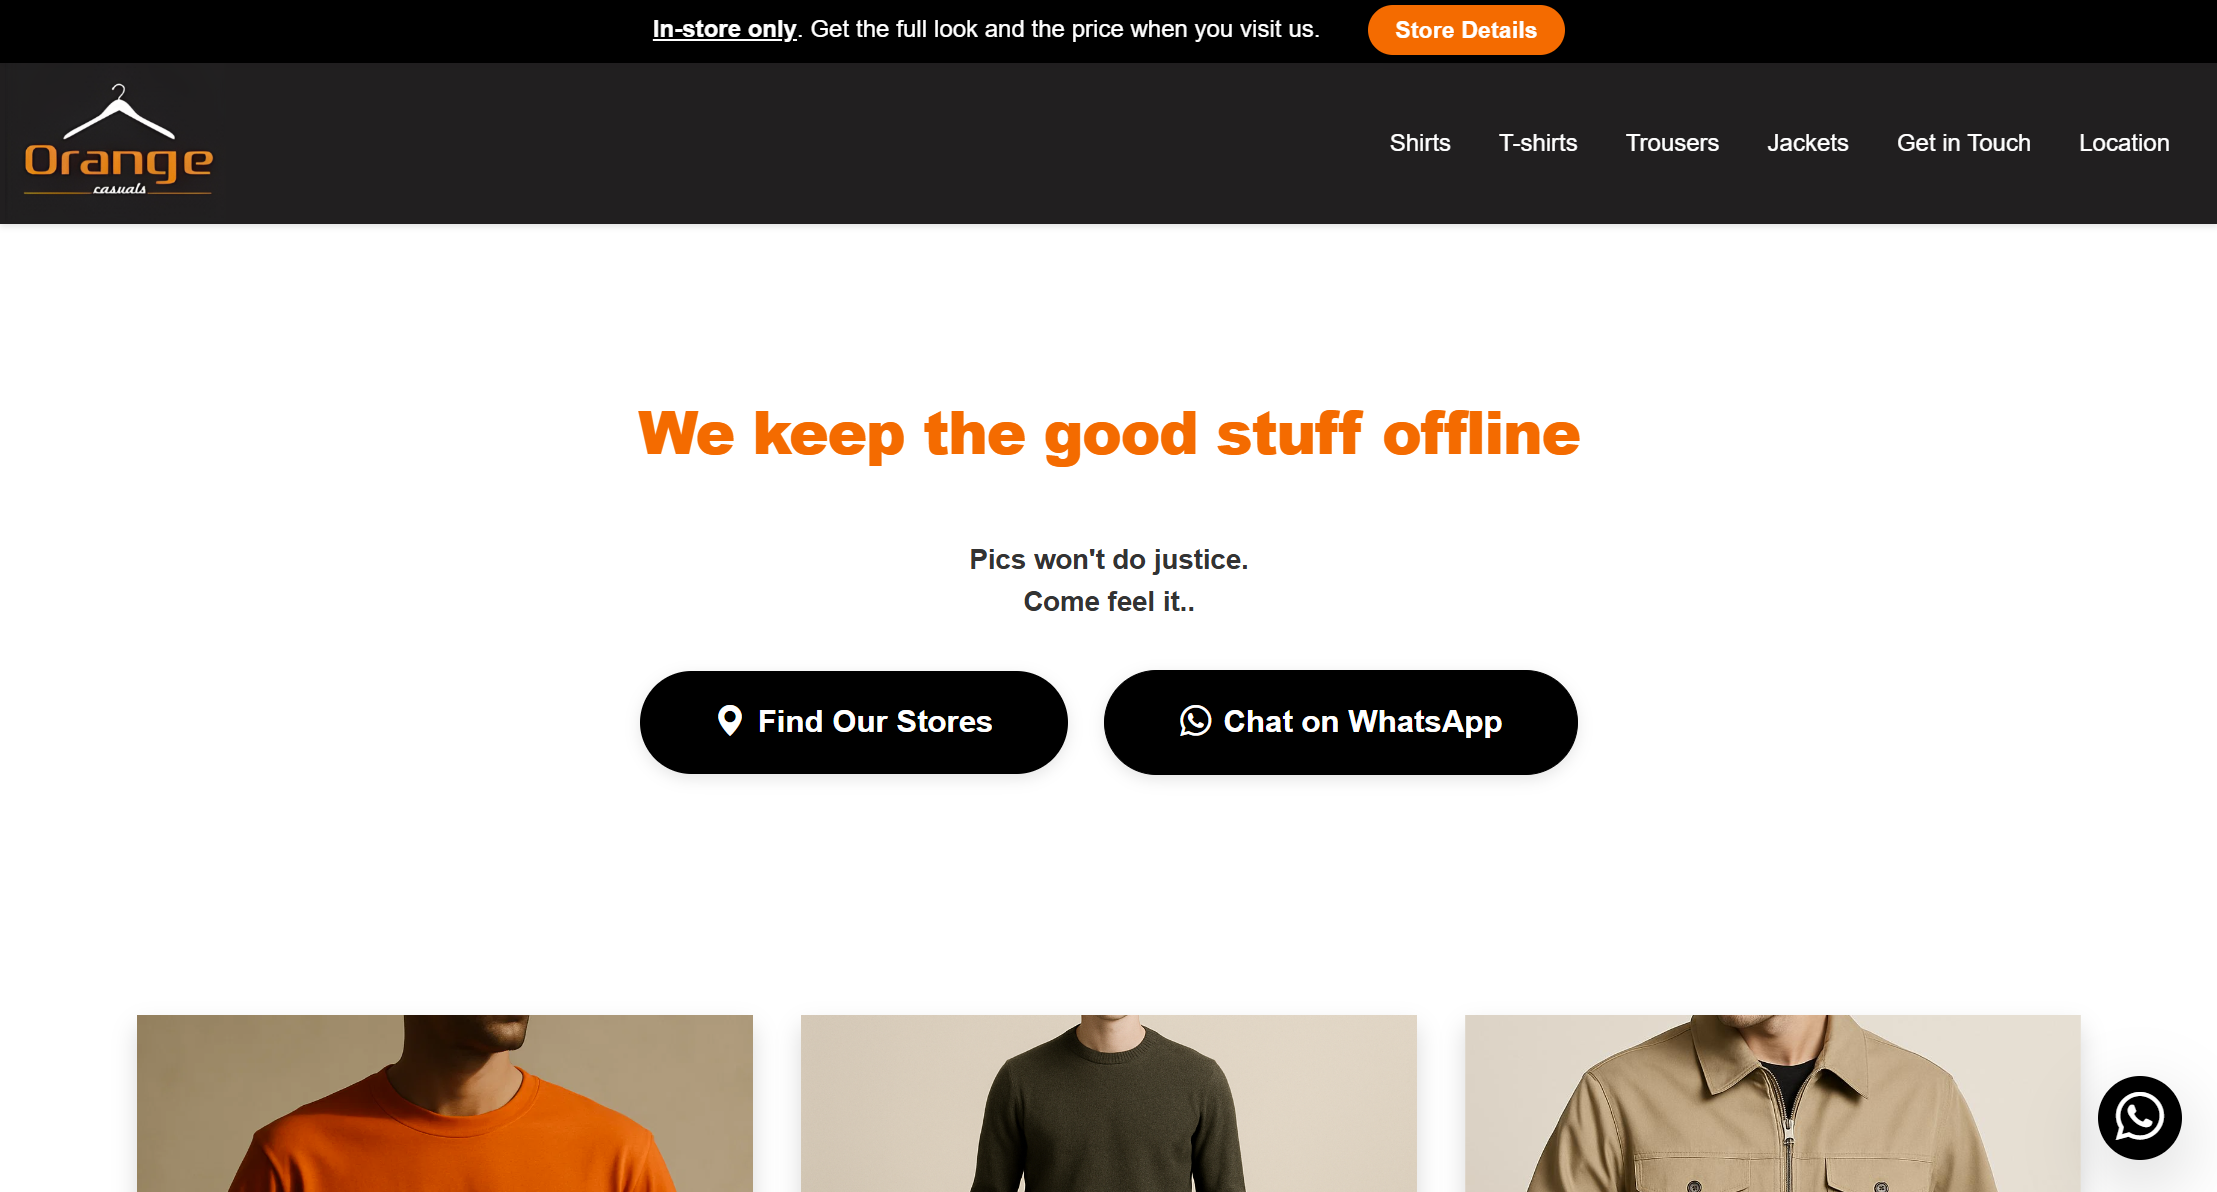 In-store only. Get the full look and the price when you visit us.
Store Details
Orange
casuals
Shirts
T-shirts
Trousers
Jackets
Get in Touch
Location
We keep the good stuff offline
Pics won't do justice.
Come feel it..
Find Our Stores
Chat on WhatsApp